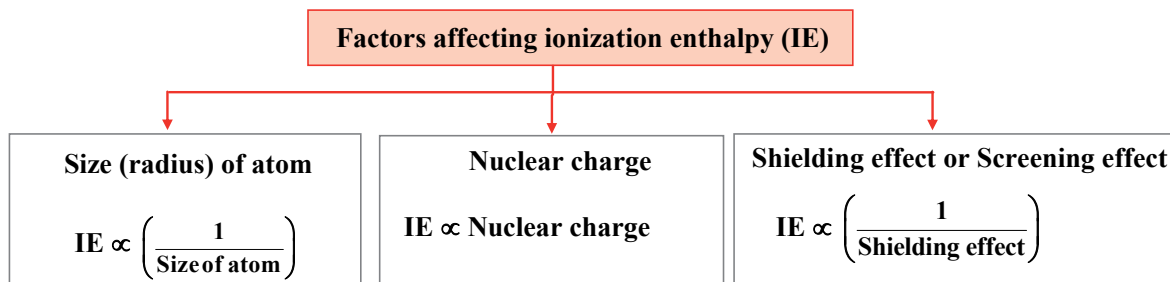 Factors affecting ionization enthalpy (IE)
Size (radius) of atom
IE ∝ (1 / Size of atom)
Nuclear charge
IE ∝ Nuclear charge
Shielding effect or Screening effect
IE ∝ (1 / Shielding effect)